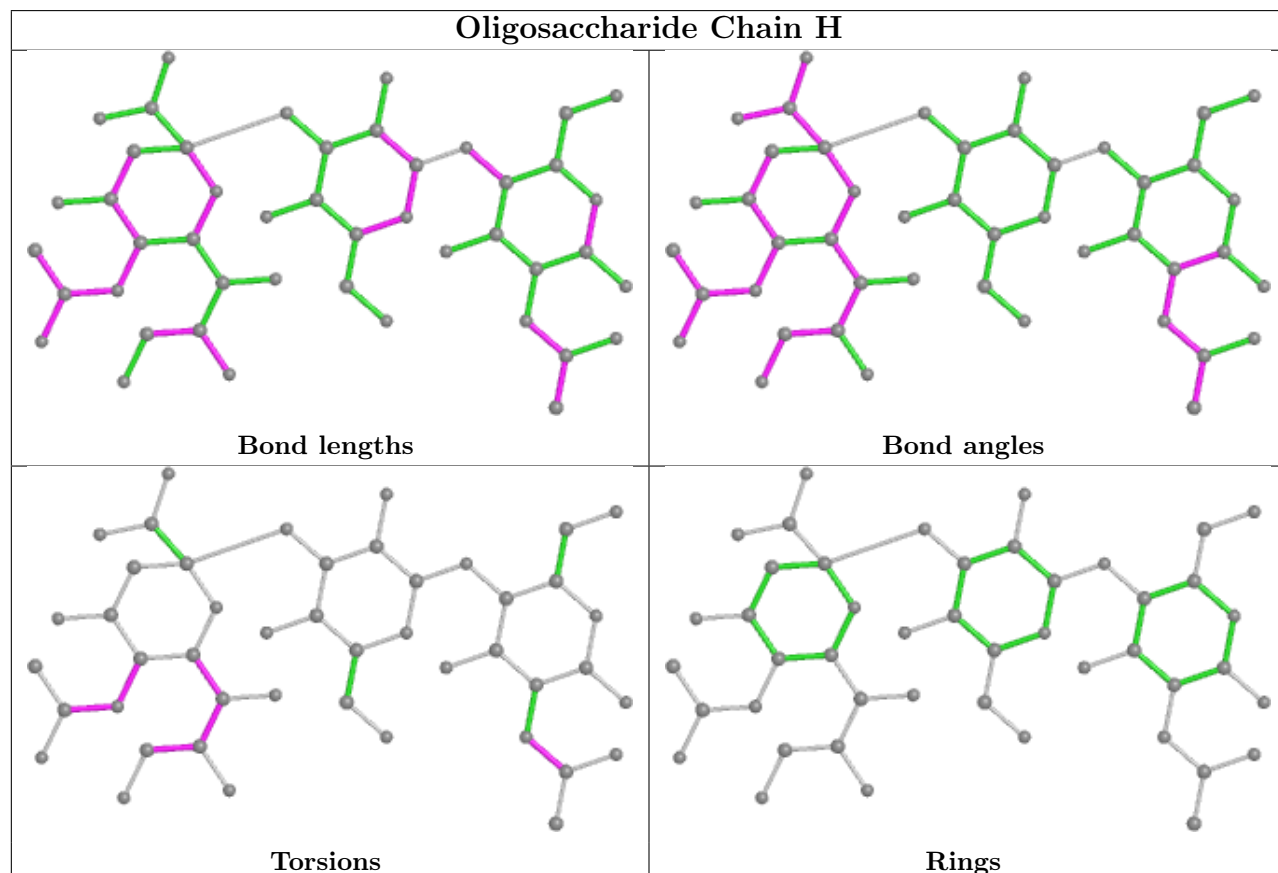 Oligosaccharide Chain H
Bond lengths
Bond angles
Torsions
Rings